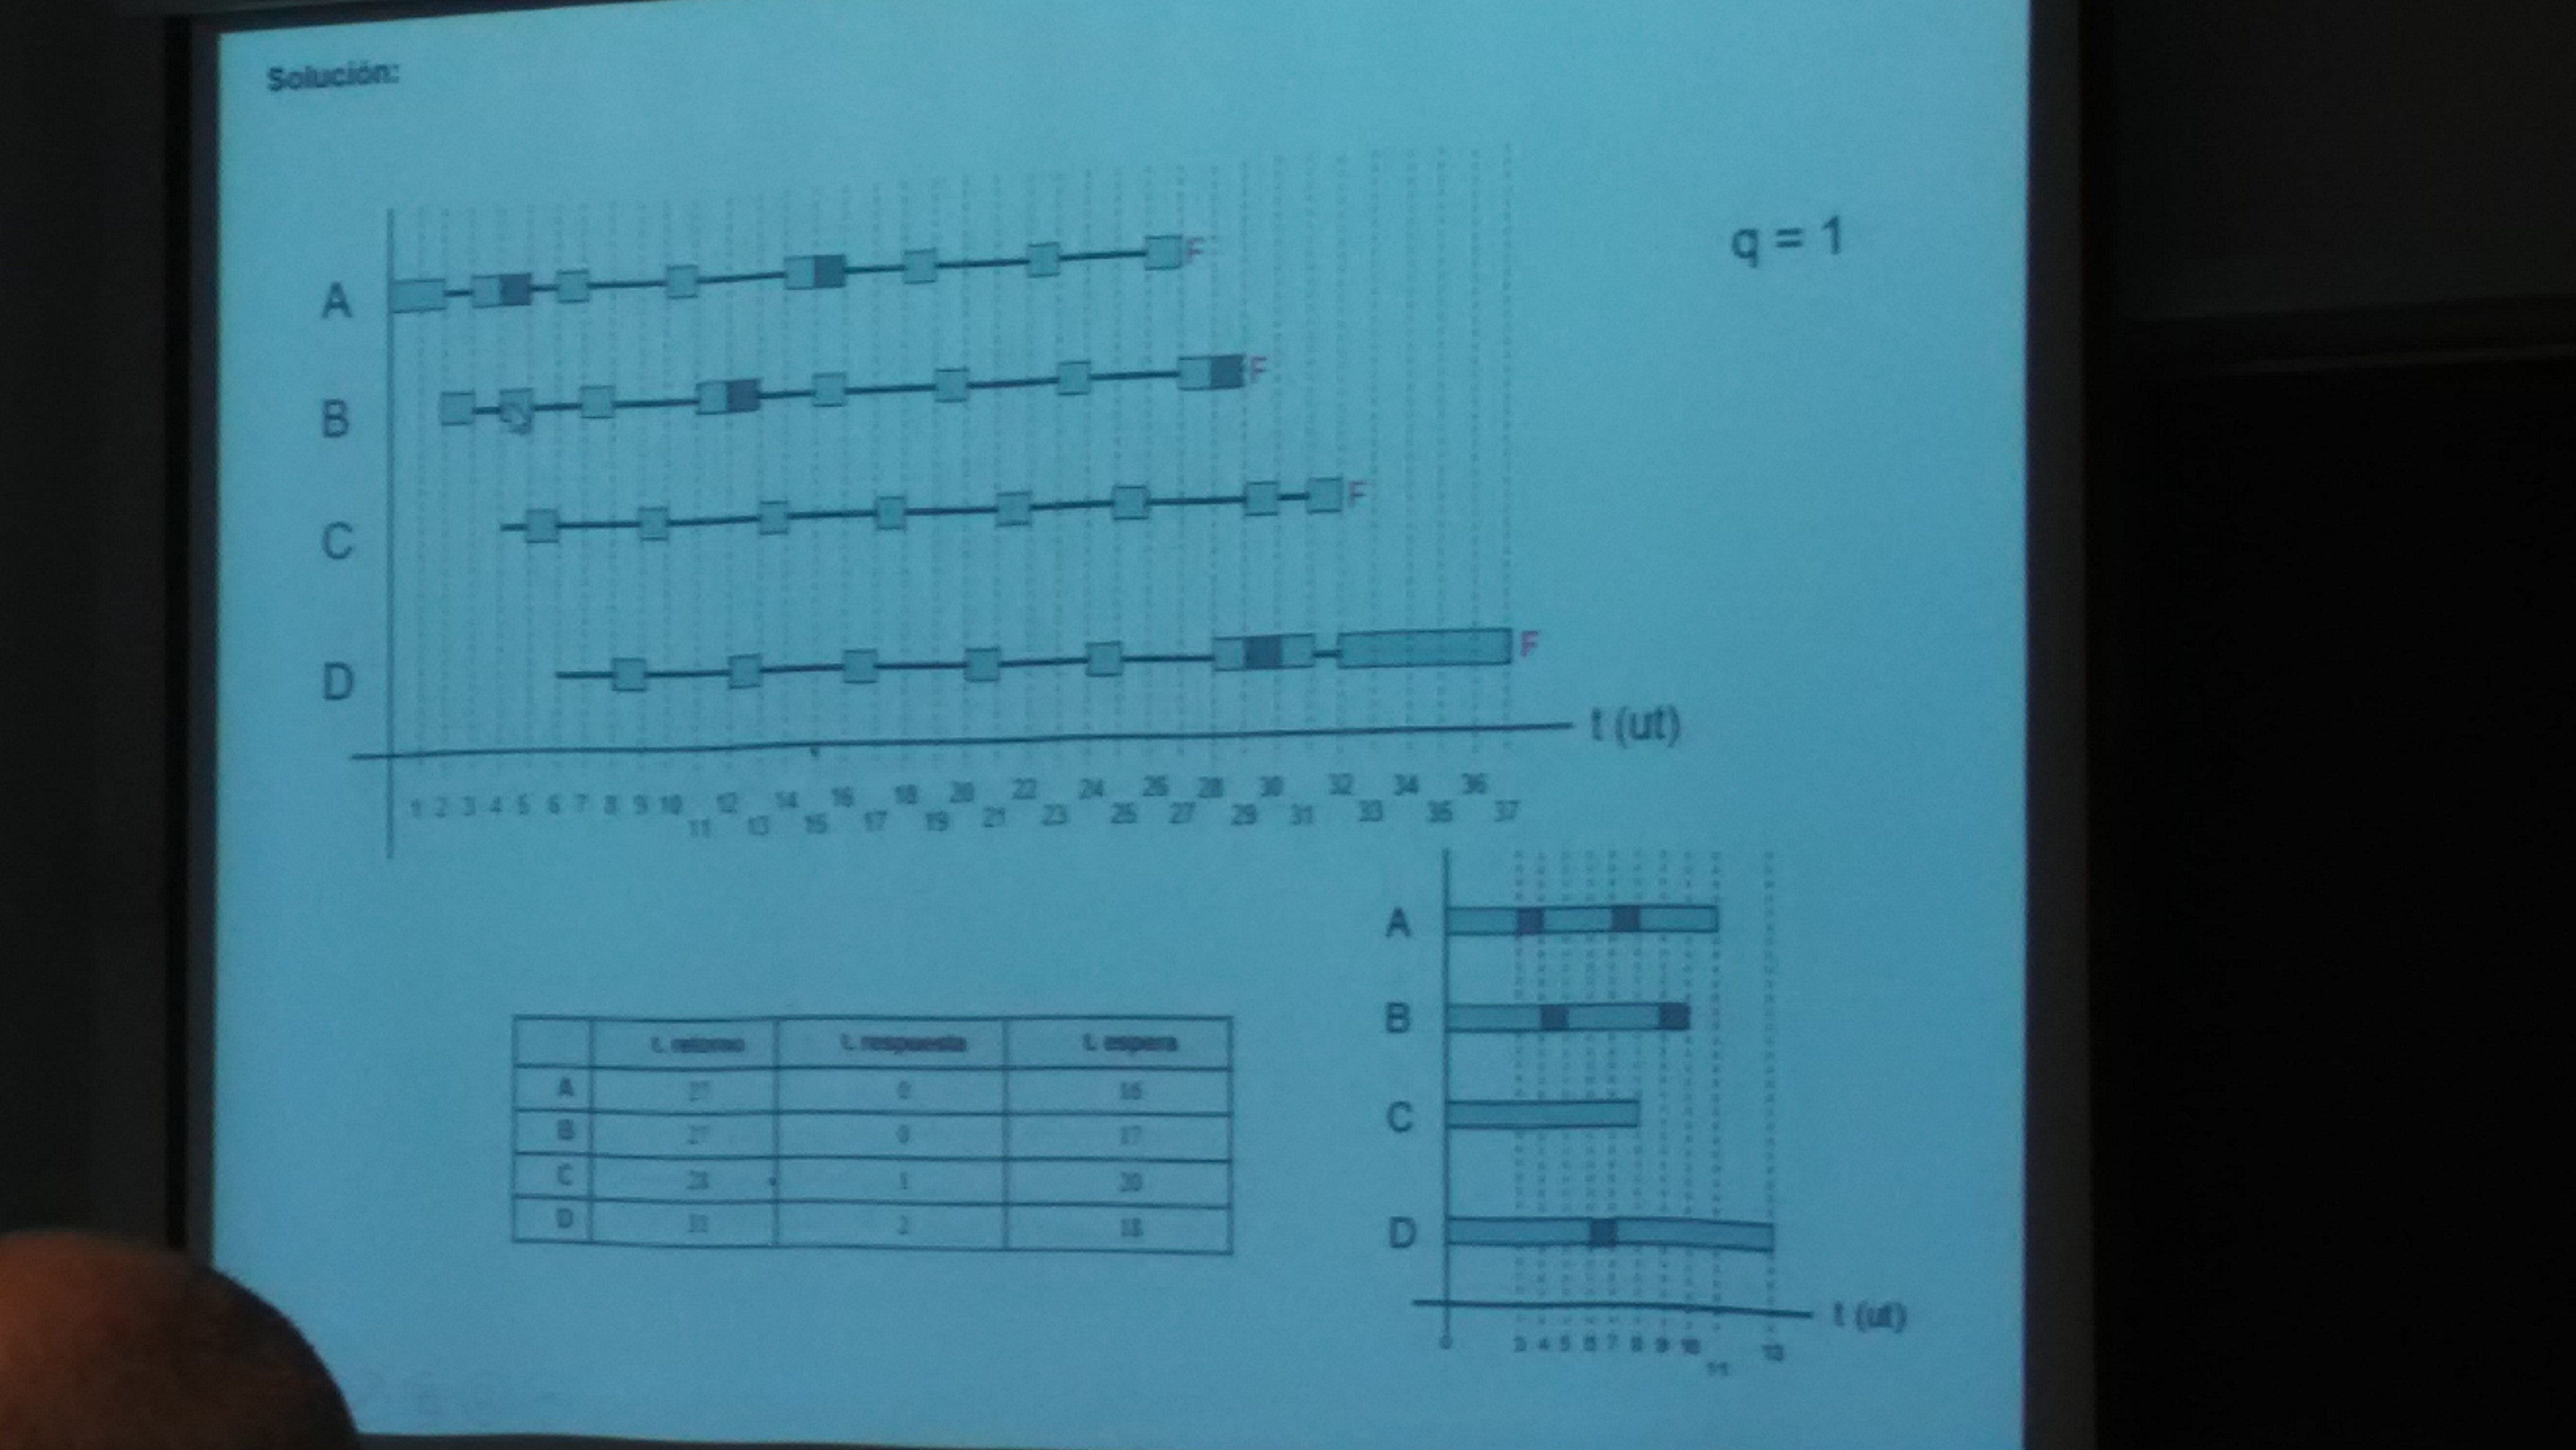 Solución:
q = 1
A F
B F
C F
D F
t (ut)
1 2 3 4 5 6 7 8 9 10 11 12 13 14 15 16 17 18 19 20 21 22 23 24 25 26 27 28 29 30 31 32 33 34 35 36 37
t. retorno t. respuesta t. espera
A 27 0 16
B 27 0 17
C 28 1 20
D 31 2 18
A
B
C
D
t (ut)
0 3 4 5 6 7 8 9 10 11 13